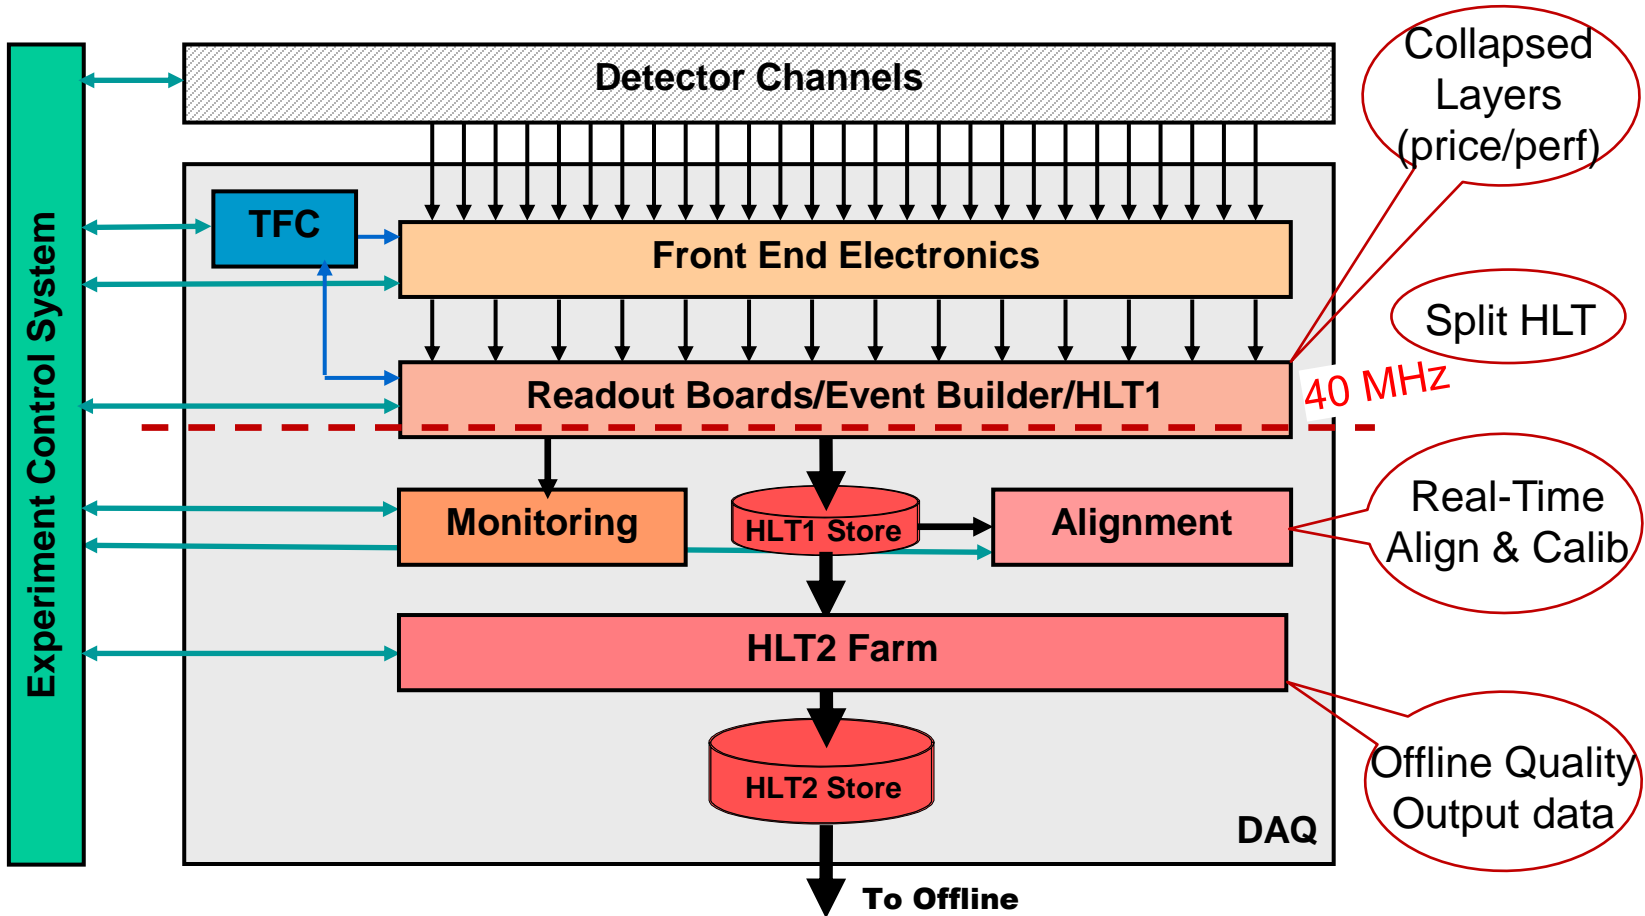 Detector Channels
Collapsed
Layers
(price/perf)
Experiment Control System
TFC
Front End Electronics
Split HLT
Readout Boards/Event Builder/HLT1
40 MHz
Monitoring
HLT1 Store
Alignment
Real-Time
Align & Calib
HLT2 Farm
HLT2 Store
Offline Quality
Output data
DAQ
To Offline